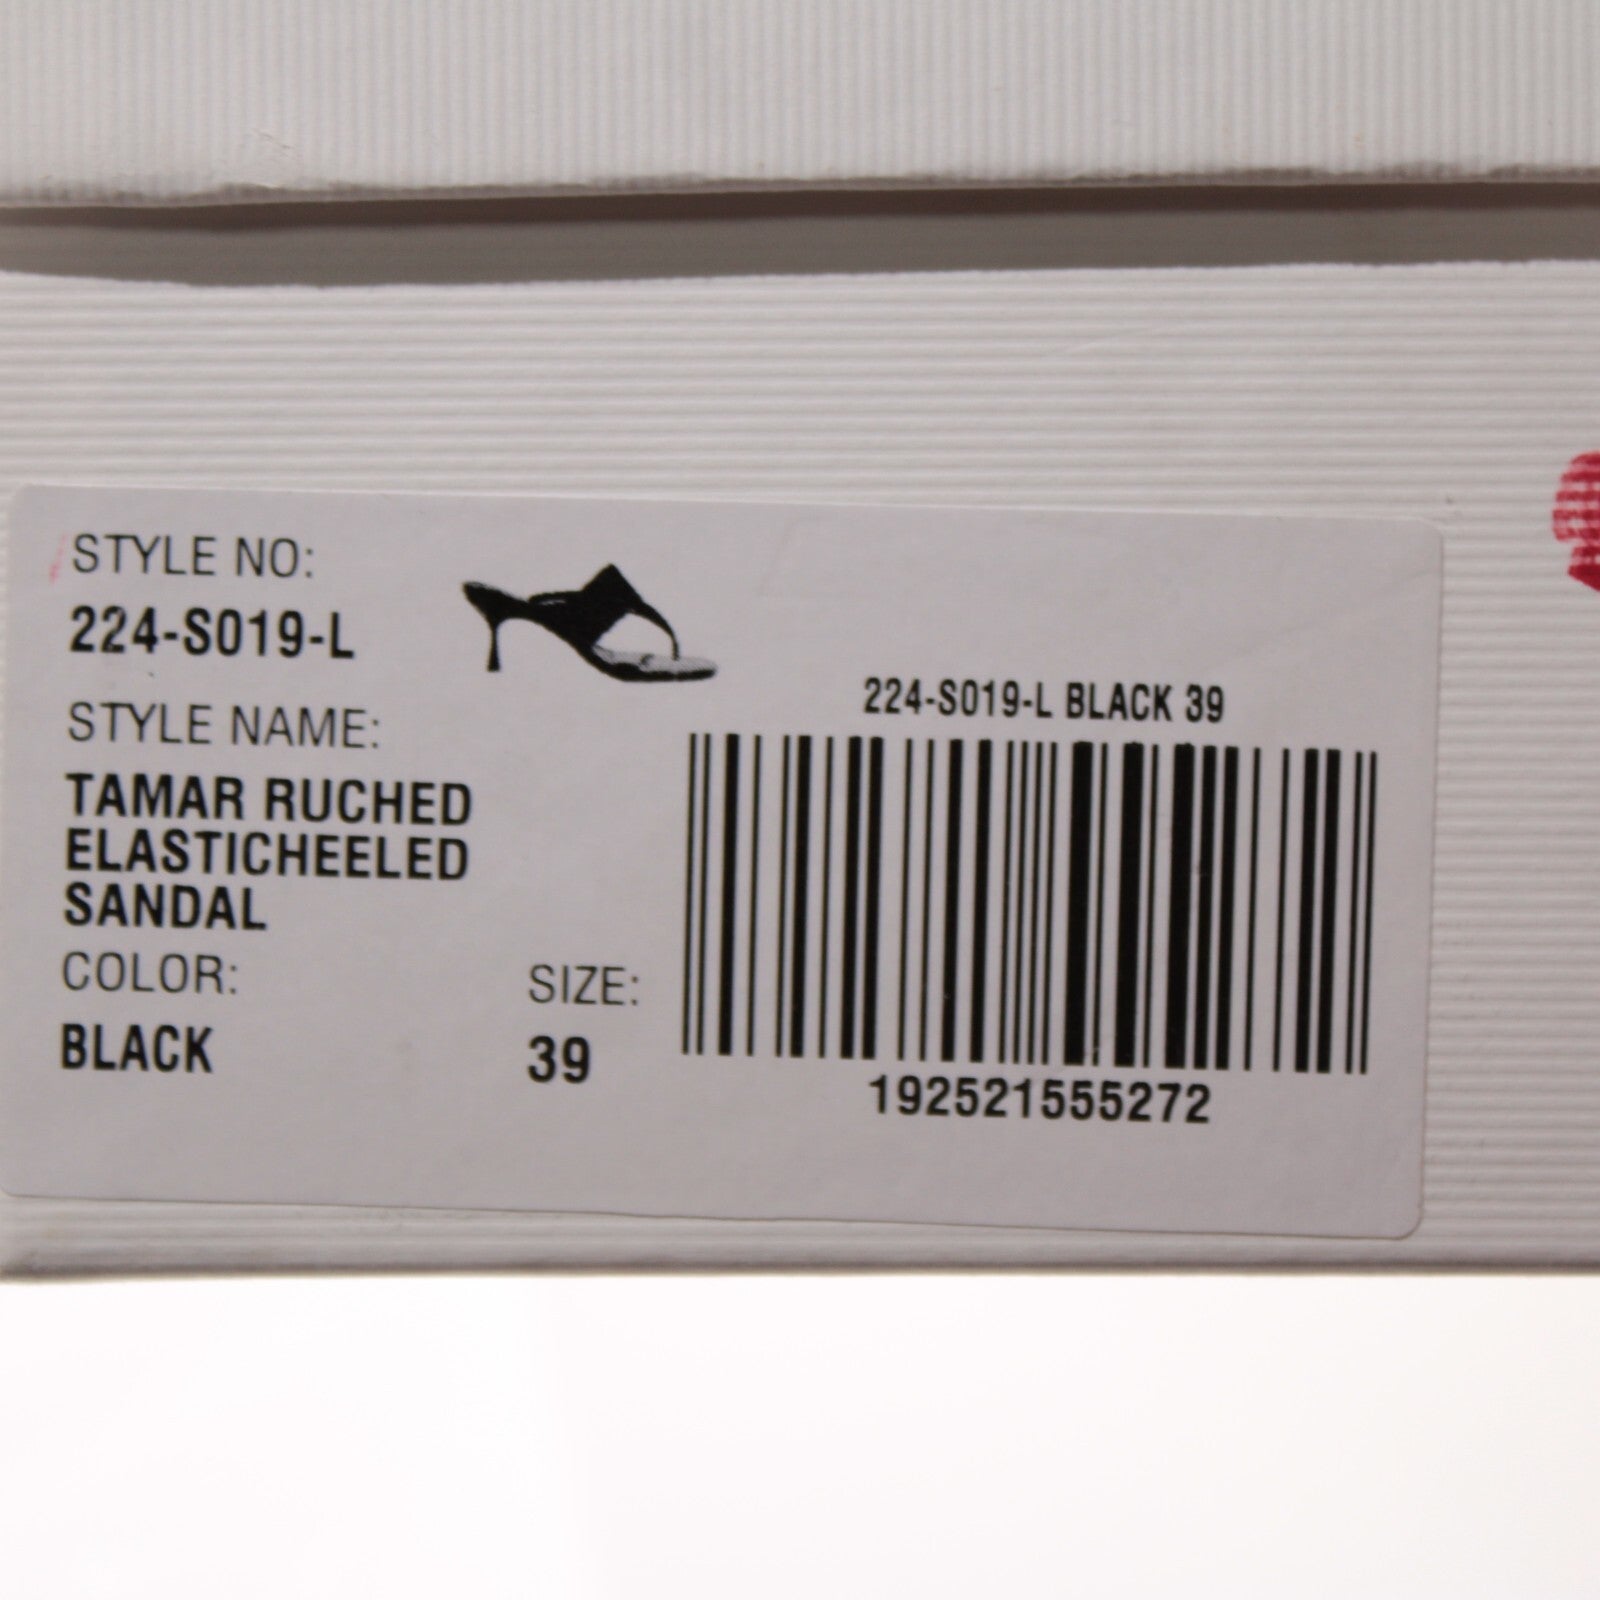 STYLE NO:
224-S019-L
STYLE NAME:
TAMAR RUCHED
ELASTICHEELED
SANDAL
COLOR:
BLACK
SIZE:
39
224-S019-L BLACK 39
192521555272